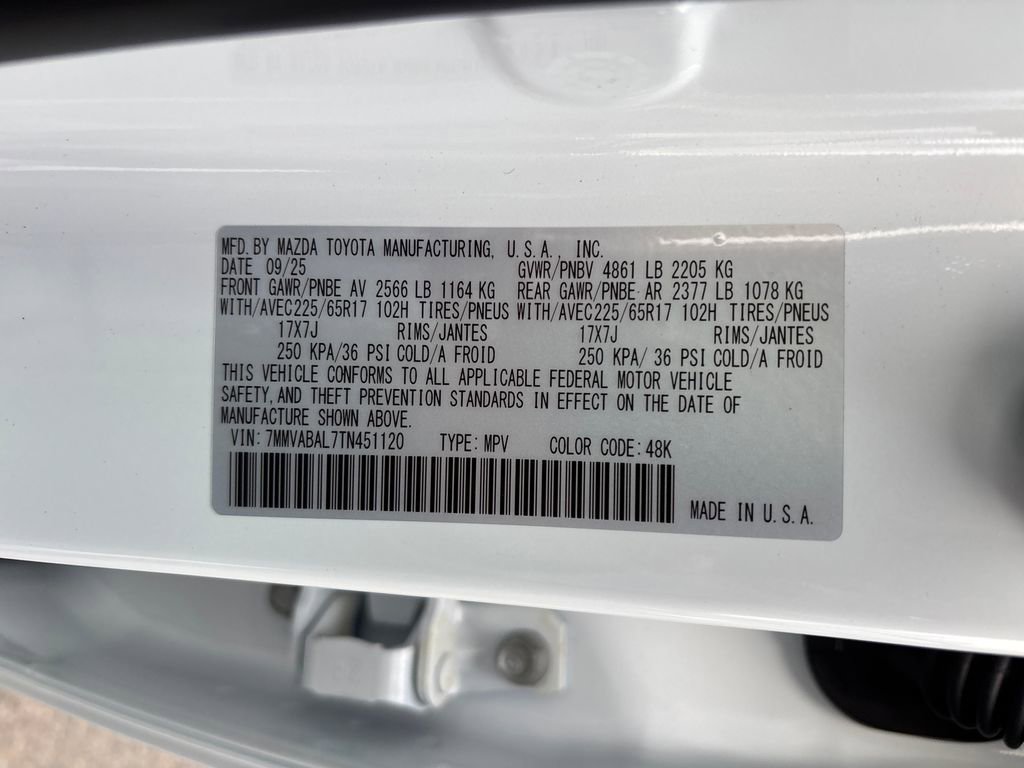 MFD. BY MAZDA TOYOTA MANUFACTURING, U.S.A., INC.
DATE 09/25 GVWR/PNBV 4861 LB 2205 KG
FRONT GAWR/PNBE AV 2566 LB 1164 KG REAR GAWR/PNBE AR 2377 LB 1078 KG
WITH/AVEC225/65R17 102H TIRES/PNEUS WITH/AVEC225/65R17 102H TIRES/PNEUS
17X7J RIMS/JANTES 17X7J RIMS/JANTES
250 KPA/36 PSI COLD/A FROID 250 KPA/36 PSI COLD/A FROID
THIS VEHICLE CONFORMS TO ALL APPLICABLE FEDERAL MOTOR VEHICLE
SAFETY, AND THEFT PREVENTION STANDARDS IN EFFECT ON THE DATE OF
MANUFACTURE SHOWN ABOVE.
VIN: 7MMVABAL7TN451120 TYPE: MPV COLOR CODE: 48K
MADE IN U.S.A.